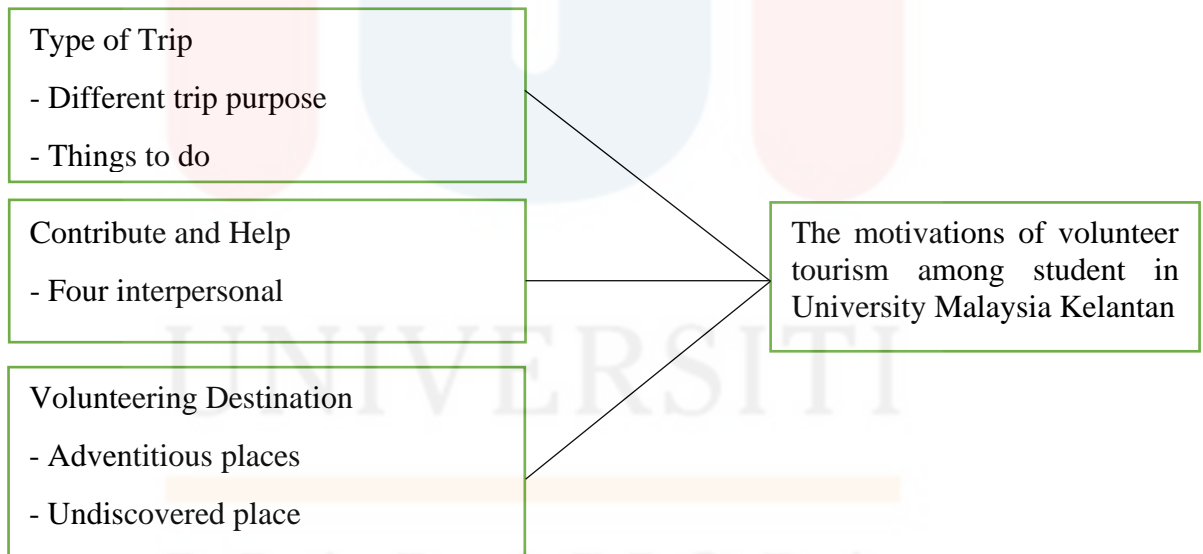 Type of Trip
- Different trip purpose
- Things to do
Contribute and Help
- Four interpersonal
The motivations of volunteer
tourism among student in
University Malaysia Kelantan
UNIVERSITI
Volunteering Destination
- Adventitious places
- Undiscovered place